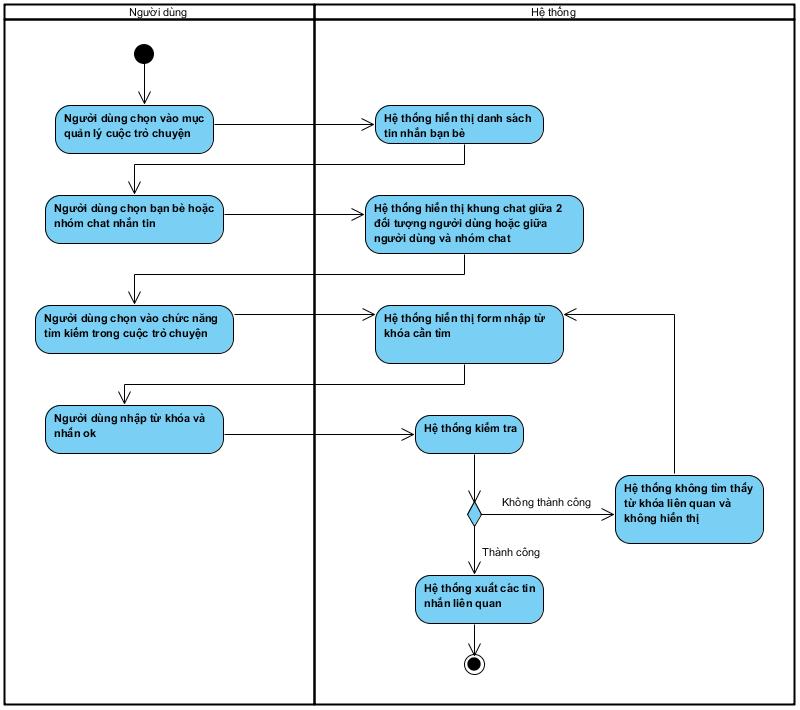 Người dùng
Hệ thống
Người dùng chọn vào mục
quản lý cuộc trò chuyện
Hệ thống hiển thị danh sách
tin nhắn bạn bè
Người dùng chọn bạn bè hoặc
nhóm chat nhắn tin
Hệ thống hiển thị khung chat giữa 2
đối tượng người dùng hoặc giữa
người dùng và nhóm chat
Người dùng chọn vào chức năng
tìm kiếm trong cuộc trò chuyện
Hệ thống hiển thị form nhập từ
khóa cần tìm
Người dùng nhập từ khóa và
nhấn ok
Hệ thống kiểm tra
Không thành công
Hệ thống không tìm thấy
từ khóa liên quan và
không hiển thị
Thành công
Hệ thống xuất các tin
nhắn liên quan